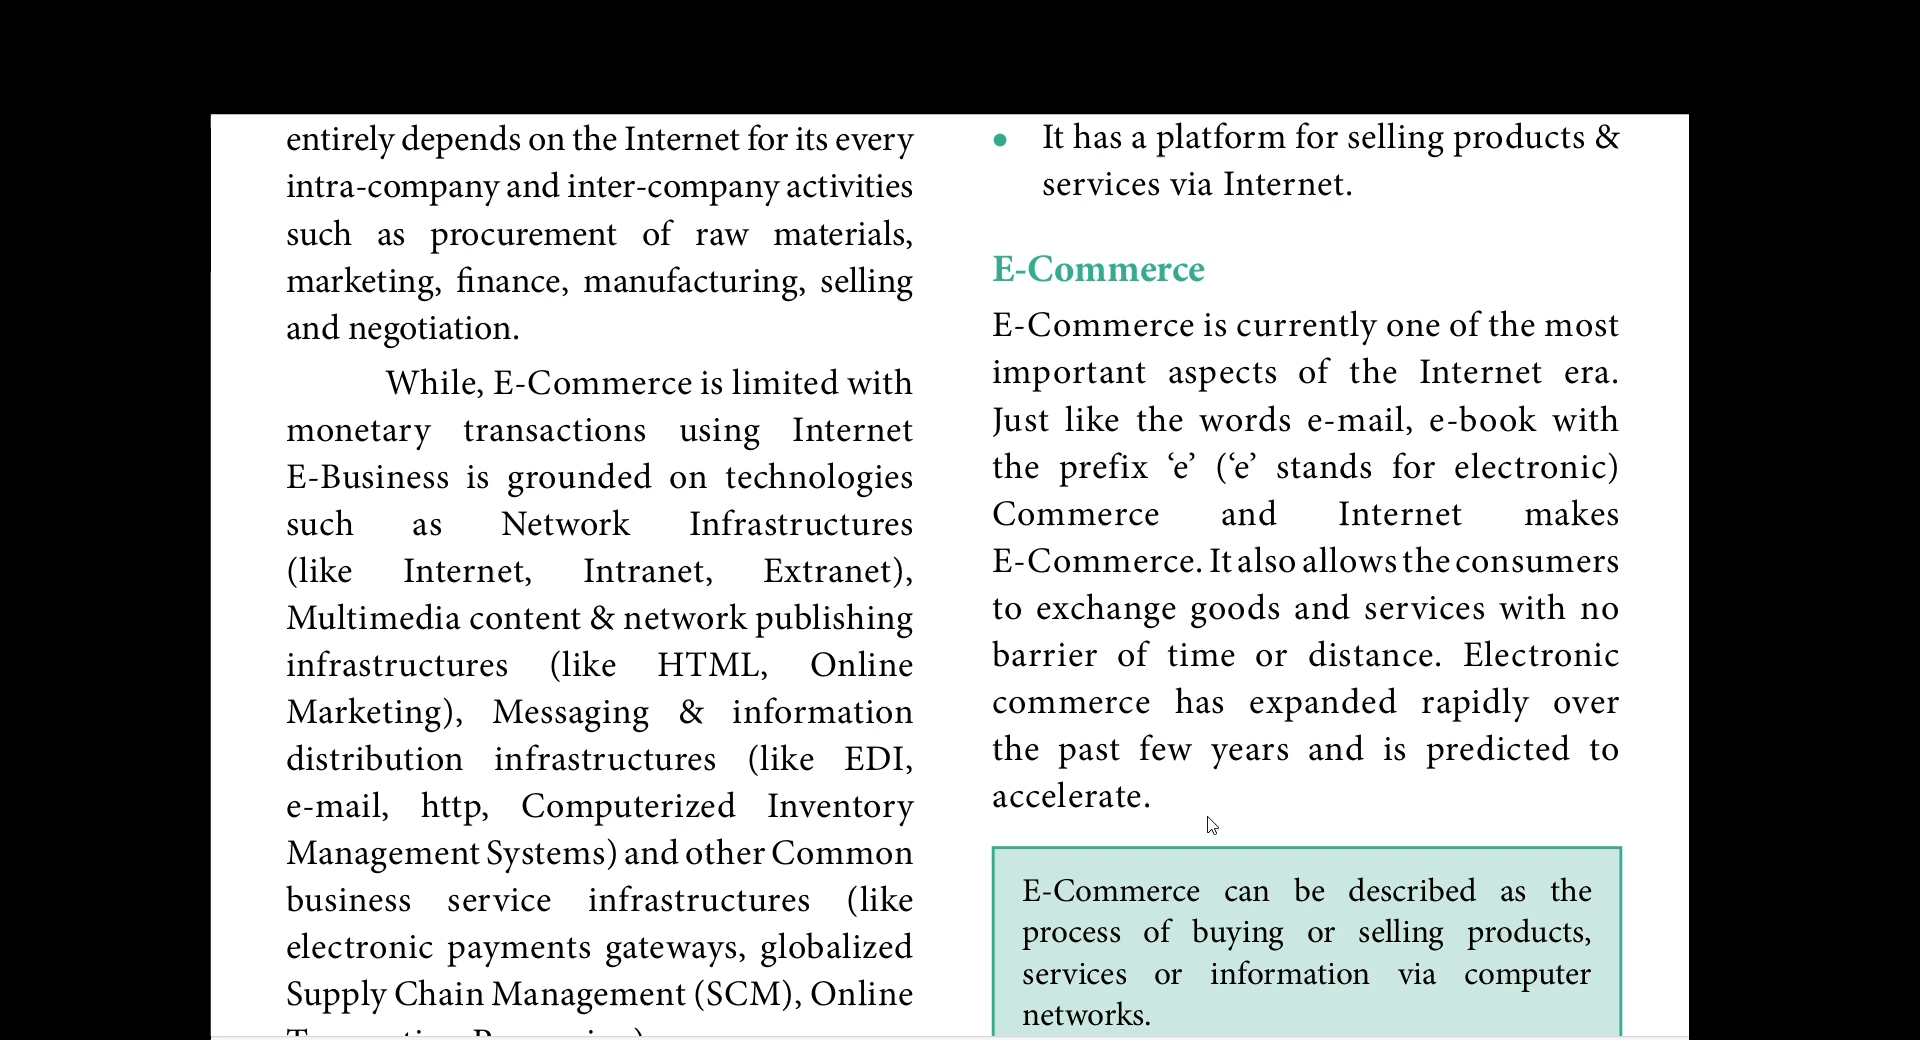 entirely depends on the Internet for its every
intra-company and inter-company activities
such as procurement of raw materials,
marketing, finance, manufacturing, selling
and negotiation.
While, E-Commerce is limited with
monetary transactions using Internet
E-Business is grounded on technologies
such as Network Infrastructures
(like Internet, Intranet, Extranet),
Multimedia content & network publishing
infrastructures (like HTML, Online
Marketing), Messaging & information
distribution infrastructures (like EDI,
e-mail, http, Computerized Inventory
Management Systems) and other Common
business service infrastructures (like
electronic payments gateways, globalized
Supply Chain Management (SCM), Online
• It has a platform for selling products &
services via Internet.
E-Commerce
E-Commerce is currently one of the most
important aspects of the Internet era.
Just like the words e-mail, e-book with
the prefix ‘e’ (‘e’ stands for electronic)
Commerce and Internet makes
E-Commerce. It also allows the consumers
to exchange goods and services with no
barrier of time or distance. Electronic
commerce has expanded rapidly over
the past few years and is predicted to
accelerate.
E-Commerce can be described as the
process of buying or selling products,
services or information via computer
networks.